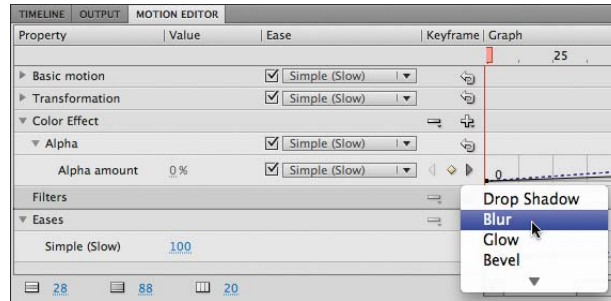 TIMELINE OUTPUT MOTION EDITOR
Property Value Ease Keyframe Graph
25
Basic motion Simple (Slow)
Transformation Simple (Slow)
Color Effect
Alpha
Alpha amount 0 % Simple (Slow) 0
Filters Drop Shadow
Eases Blur
Simple (Slow) 100 Glow
Bevel
28 88 20